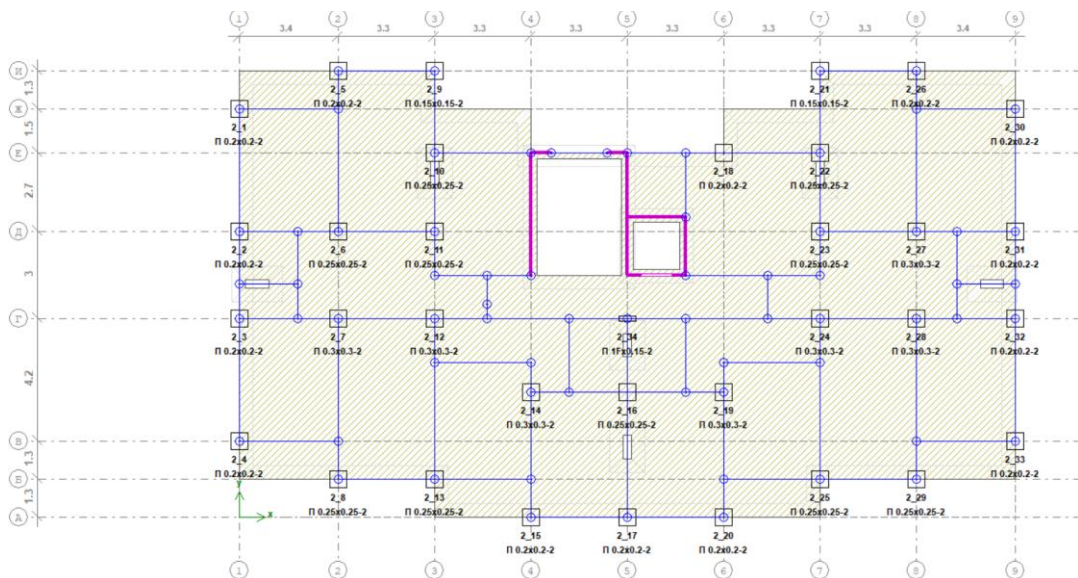 1 2 3 4 5 6 7 8 9
3.4 3.3 3.3 3.3 3.3 3.3 3.3 3.4
И
1.3
2_5 2_9 2_21 2_26
П 0.2x0.2-2 П 0.15x0.15-2 П 0.15x0.15-2 П 0.2x0.2-2
Ж
2_1 2_30
П 0.2x0.2-2 П 0.2x0.2-2
1.5
Е
2_10 2_18 2_22
П 0.25x0.25-2 П 0.2x0.2-2 П 0.25x0.25-2
2.7
Д
2_2 2_6 2_11 2_23 2_27 2_31
П 0.2x0.2-2 П 0.25x0.25-2 П 0.25x0.25-2 П 0.25x0.25-2 П 0.3x0.3-2 П 0.2x0.2-2
3
Г
2_3 2_7 2_12 2_34 2_24 2_28 2_32
П 0.2x0.2-2 П 0.3x0.3-2 П 0.3x0.3-2 П 1Fx0,15-2 П 0.3x0.3-2 П 0.3x0.3-2 П 0.2x0.2-2
4.2
2_14 2_16 2_19
П 0.3x0.3-2 П 0.25x0.25-2 П 0.3x0.3-2
В
2_4 2_33
П 0.2x0.2-2 П 0.2x0.2-2
1.3
Б
2_8 2_13 2_25 2_29
П 0.25x0.25-2 П 0.25x0.25-2 П 0.25x0.25-2 П 0.25x0.25-2
1.3
y
А
x
2_15 2_17 2_20
П 0.2x0.2-2 П 0.2x0.2-2 П 0.2x0.2-2
1 2 3 4 5 6 7 8 9